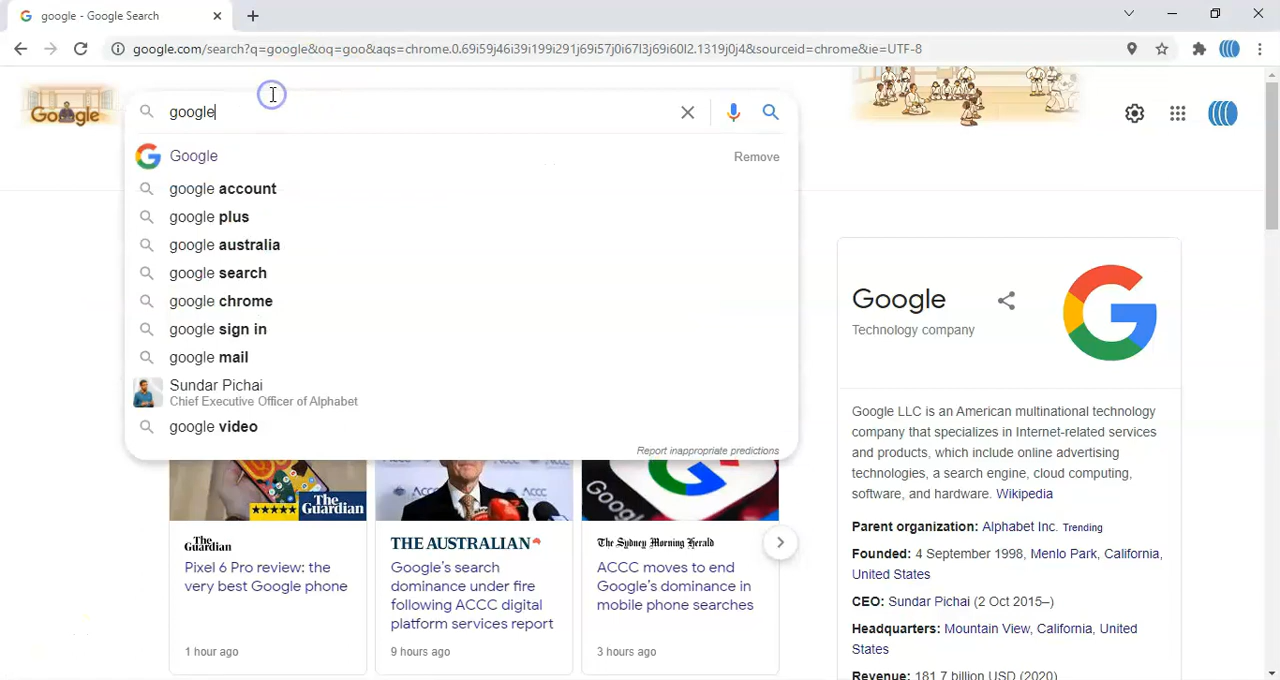 google - Google Search
google.com/search?q=google&oq=goo&aqs=chrome.0.69i59j46i39i199i291j69i57j0i67l3j69i60l2.1319j0j4&sourceid=chrome&ie=UTF-8
Google
google
Google
Remove
google account
google plus
google australia
google search
google chrome
google sign in
google mail
Sundar Pichai
Chief Executive Officer of Alphabet
google video
Report inappropriate predictions
The Guardian
ACCC
ACCC
Google
The Guardian
Pixel 6 Pro review: the
very best Google phone
1 hour ago
THE AUSTRALIAN
Google's search
dominance under fire
following ACCC digital
platform services report
9 hours ago
The Sydney Morning Herald
ACCC moves to end
Google's dominance in
mobile phone searches
3 hours ago
Google
Technology company
Google LLC is an American multinational technology
company that specializes in Internet-related services
and products, which include online advertising
technologies, a search engine, cloud computing,
software, and hardware. Wikipedia
Parent organization: Alphabet Inc. Trending
Founded: 4 September 1998, Menlo Park, California,
United States
CEO: Sundar Pichai (2 Oct 2015–)
Headquarters: Mountain View, California, United
States
Revenue: 181.7 billion USD (2020)